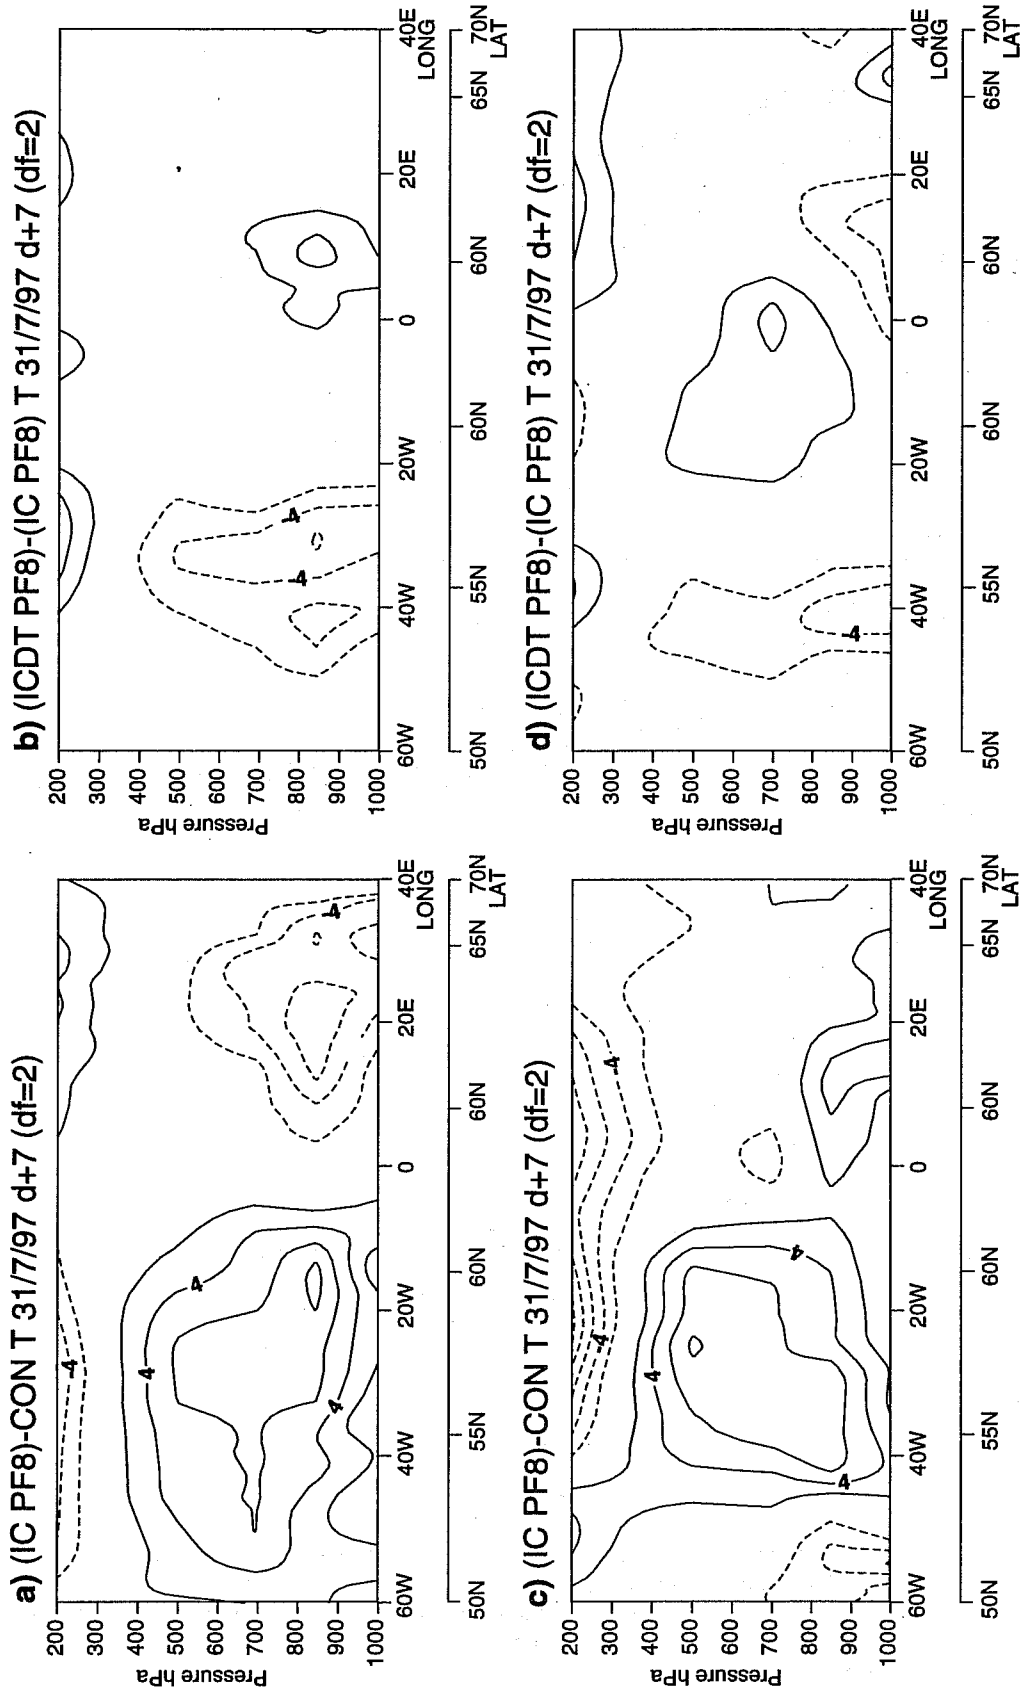 a) (IC PF8)-CON T 31/7/97 d+7 (df=2)
Pressure hPa
200
300
400
500
600
700
800
900
1000
-4
4
4
4
-4
60W 40W 20W 0 20E 40E
LONG
50N 55N 60N 60N 65N 70N
LAT
b) (ICDT PF8)-(IC PF8) T 31/7/97 d+7 (df=2)
Pressure hPa
200
300
400
500
600
700
800
900
1000
-4
-4
60W 40W 20W 0 20E 40E
LONG
50N 55N 60N 60N 65N 70N
LAT
c) (IC PF8)-CON T 31/7/97 d+7 (df=2)
Pressure hPa
200
300
400
500
600
700
800
900
1000
-4
-4
4
4
4
60W 40W 20W 0 20E 40E
LONG
50N 55N 60N 60N 65N 70N
LAT
d) (ICDT PF8)-(IC PF8) T 31/7/97 d+7 (df=2)
Pressure hPa
200
300
400
500
600
700
800
900
1000
-4
60W 40W 20W 0 20E 40E
LONG
50N 55N 60N 60N 65N 70N
LAT